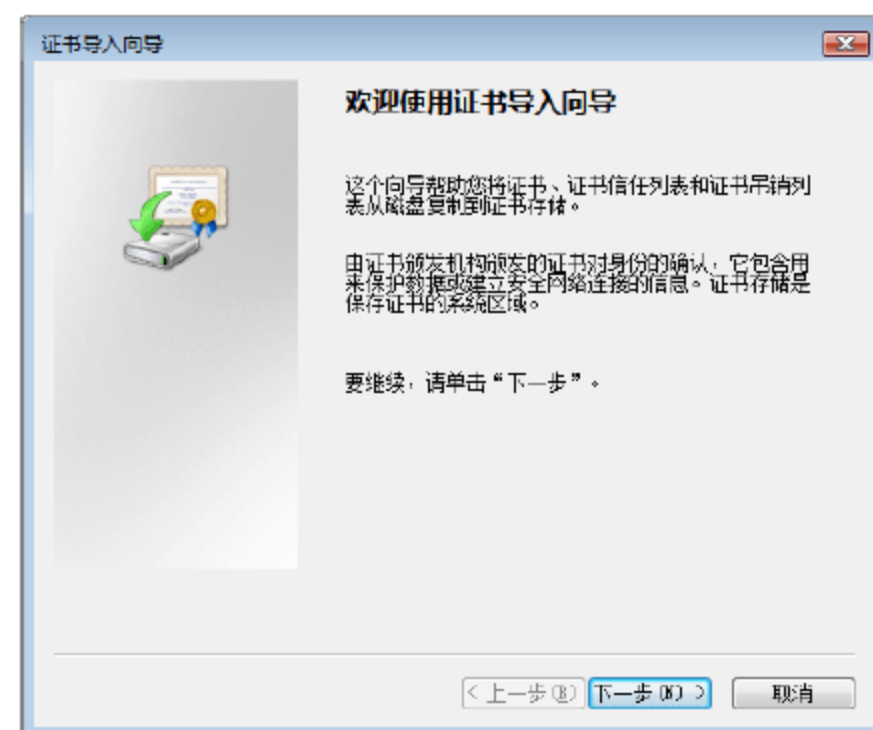 证书导入向导
欢迎使用证书导入向导
这个向导帮助您将证书、证书信任列表和证书吊销列
表从磁盘复制到证书存储。
由证书颁发机构颁发的证书对身份的确认，它包含用
来保护数据或建立安全网络连接的信息。证书存储是
保存证书的系统区域。
要继续，请单击“下一步”。
< 上一步(B) 下一步(N) > 取消